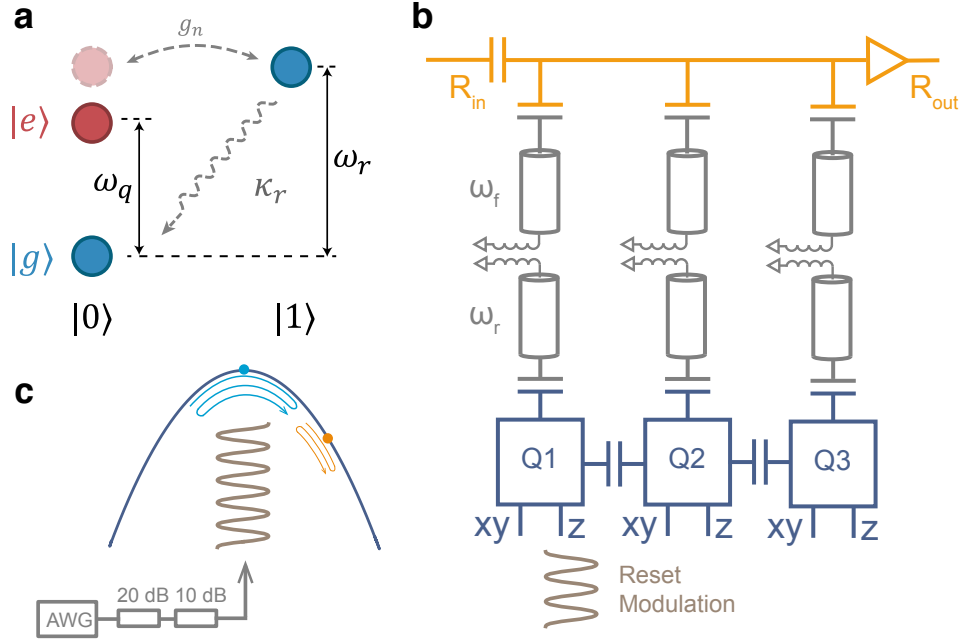 a
g_n
|e⟩
ω_q
κ_r
ω_r
|g⟩
|0⟩
|1⟩
b
R_in
R_out
ω_f
ω_r
Q1
Q2
Q3
xy
z
xy
z
xy
z
Reset
Modulation
c
20 dB
10 dB
AWG